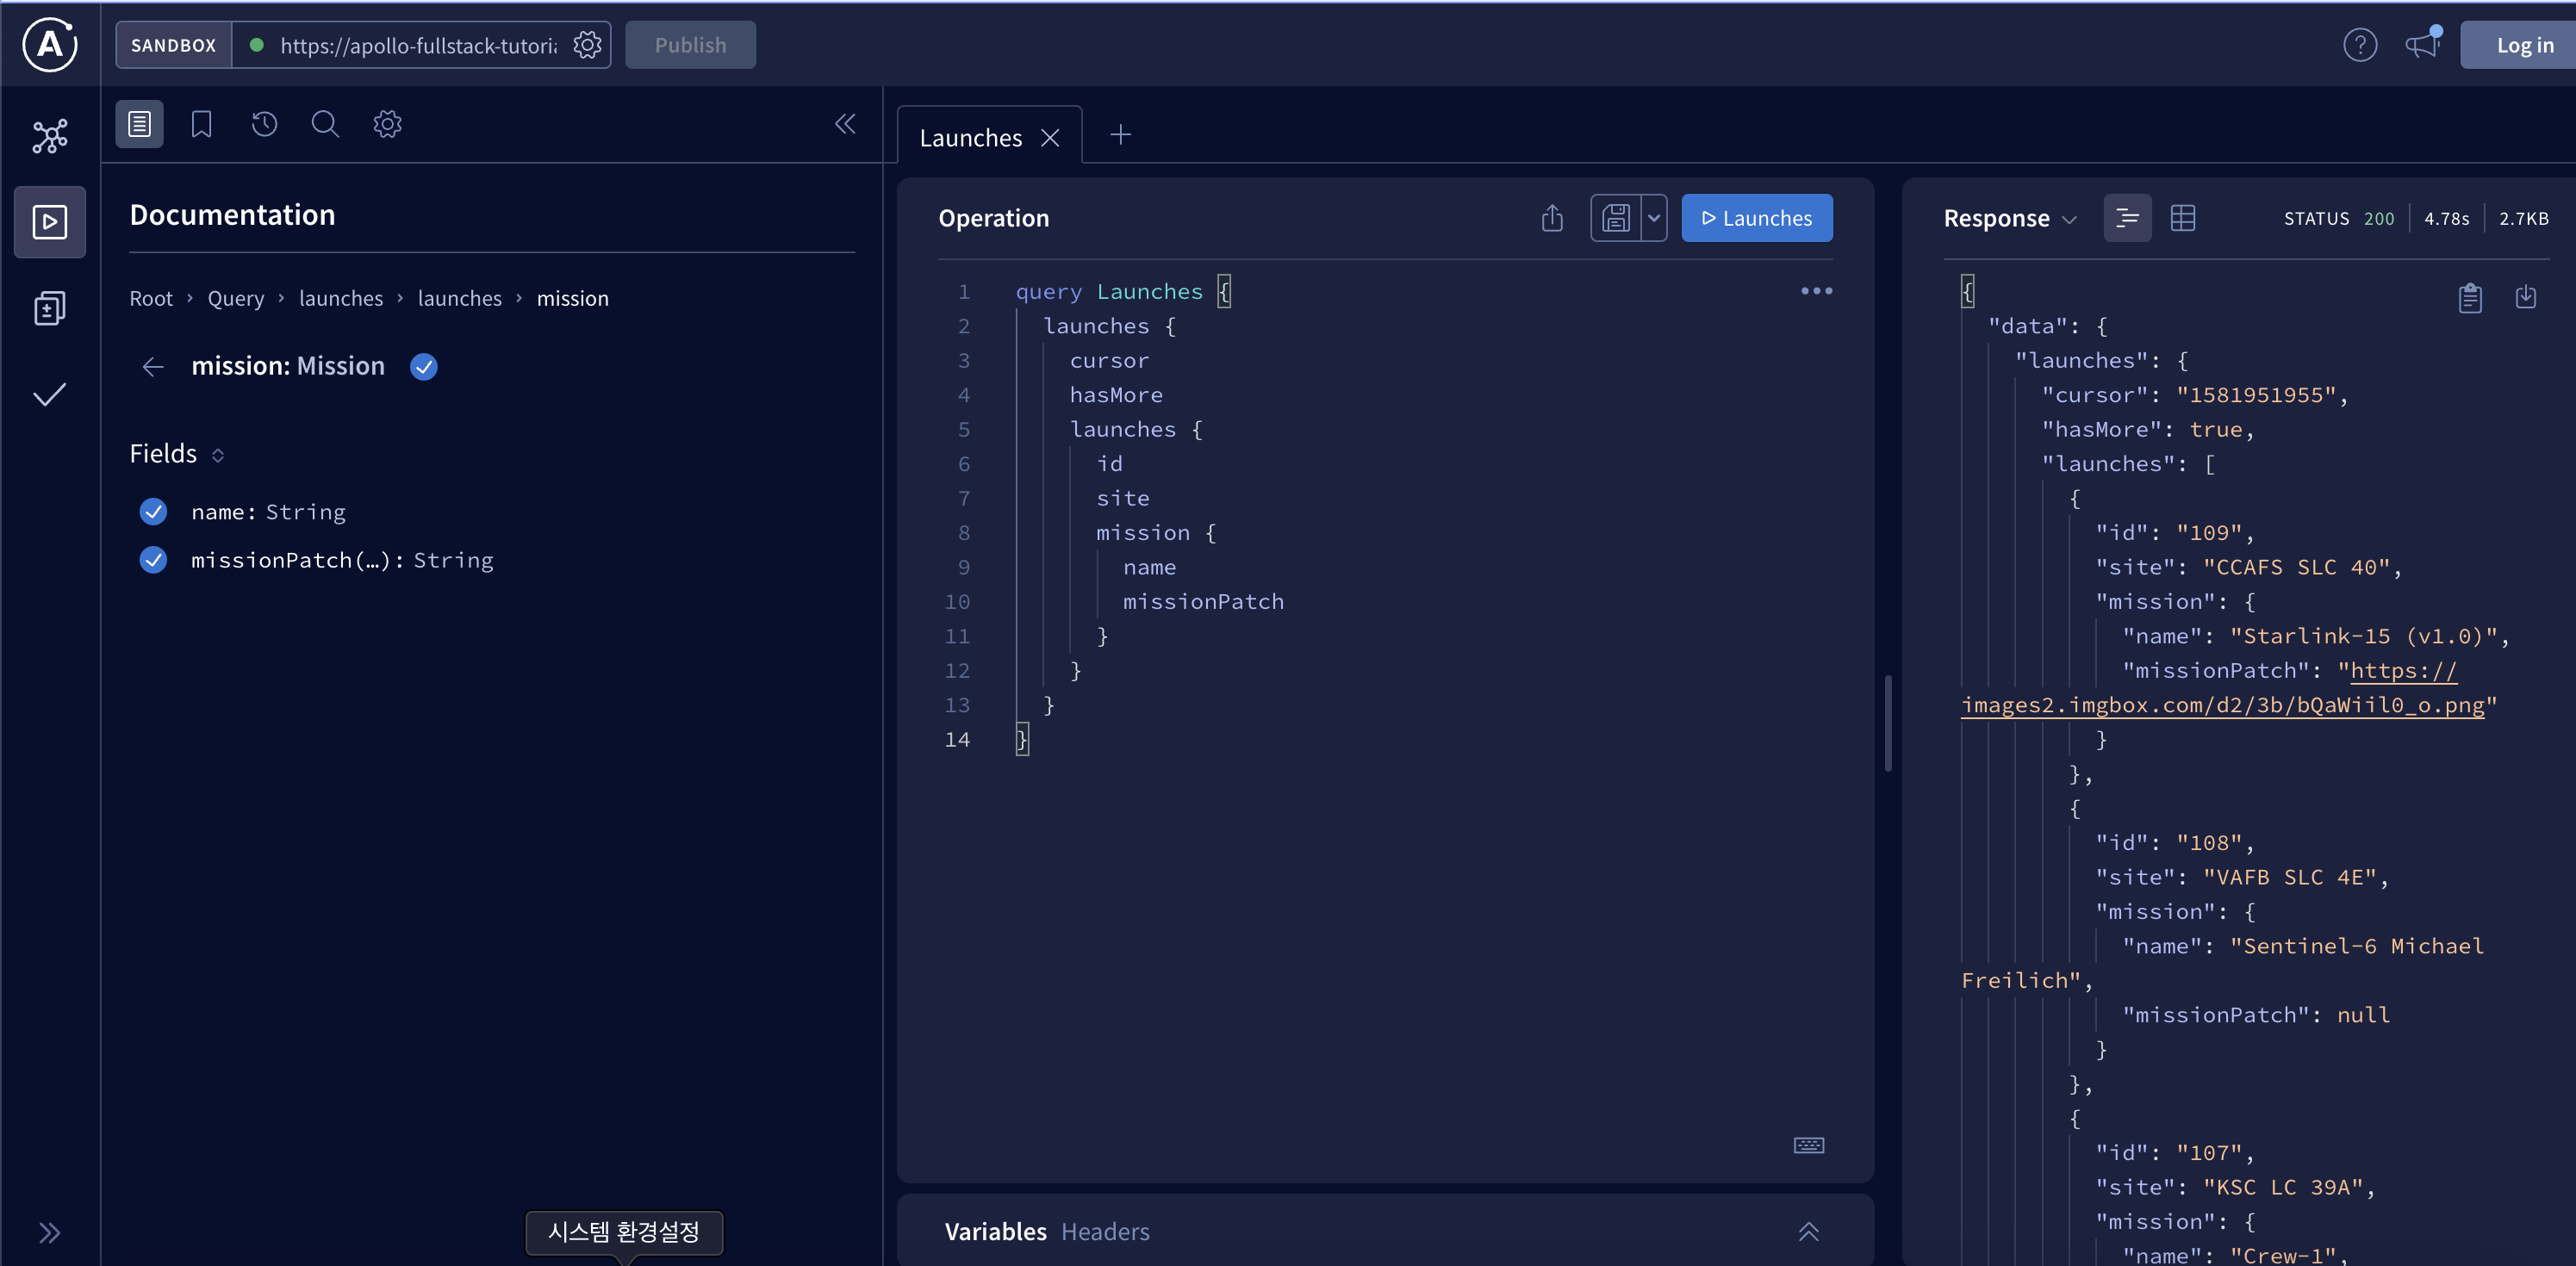 SANDBOX
https://apollo-fullstack-tutori
Publish
Log in
Documentation
Root › Query › launches › launches › mission
mission: Mission
Fields
name: String
missionPatch(…): String
Launches
Operation
Launches
1 query Launches {
2 launches {
3 cursor
4 hasMore
5 launches {
6 id
7 site
8 mission {
9 name
10 missionPatch
11 }
12 }
13 }
14 }
Variables Headers
Response
STATUS 200 4.78s 2.7KB
{
"data": {
"launches": {
"cursor": "1581951955",
"hasMore": true,
"launches": [
{
"id": "109",
"site": "CCAFS SLC 40",
"mission": {
"name": "Starlink-15 (v1.0)",
"missionPatch": "https://
images2.imgbox.com/d2/3b/bQaWiil0_o.png"
}
},
{
"id": "108",
"site": "VAFB SLC 4E",
"mission": {
"name": "Sentinel-6 Michael
Freilich",
"missionPatch": null
}
},
{
"id": "107",
"site": "KSC LC 39A",
"mission": {
"name": "Crew-1",
시스템 환경설정